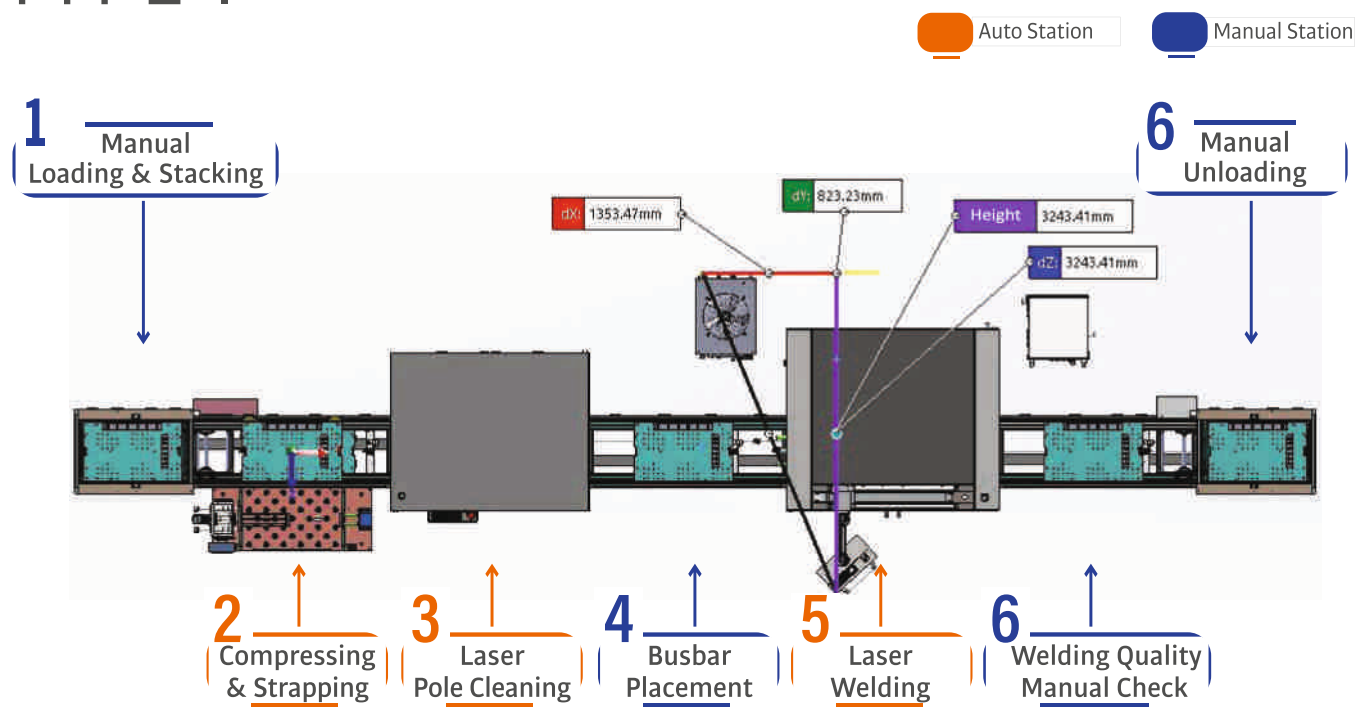 Auto Station
Manual Station
1
Manual
Loading & Stacking
6
Manual
Unloading
dX: 1353.47mm
dY: 823.23mm
Height 3243.41mm
dZ: 3243.41mm
2
Compressing
& Strapping
3
Laser
Pole Cleaning
4
Busbar
Placement
5
Laser
Welding
6
Welding Quality
Manual Check